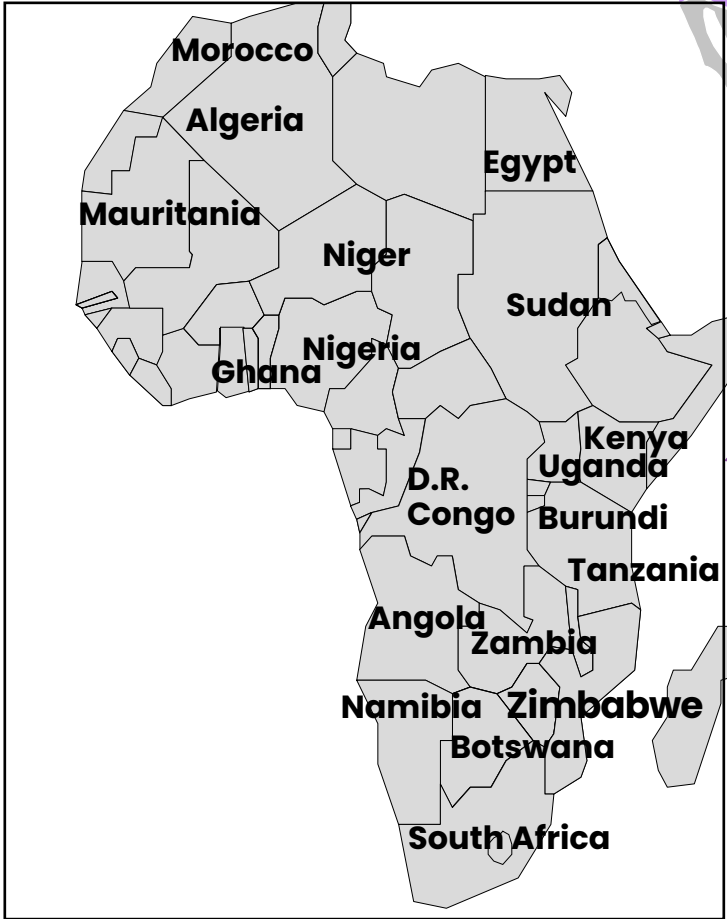 Morocco
Algeria
Egypt
Mauritania
Niger
Sudan
Nigeria
Ghana
Kenya
Uganda
D.R.
Congo
Burundi
Tanzania
Angola
Zambia
Namibia
Zimbabwe
Botswana
South Africa